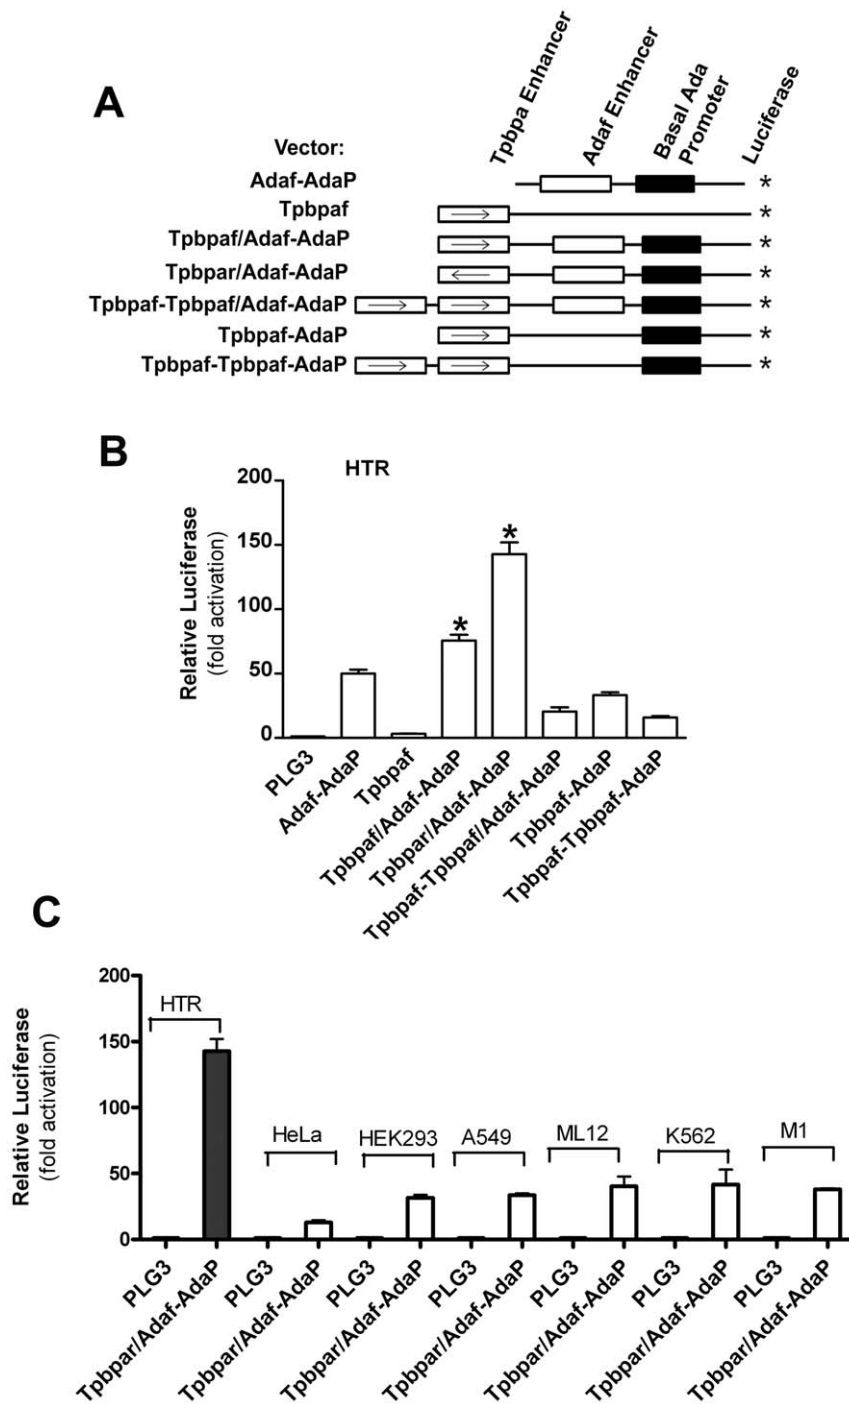 A
Tpbpa Enhancer
Adaf Enhancer
Basal Ada
Promoter
Luciferase
Vector:
Adaf-AdaP *
Tpbpaf *
Tpbpaf/Adaf-AdaP *
Tpbpar/Adaf-AdaP *
Tpbpaf-Tpbpaf/Adaf-AdaP *
Tpbpaf-AdaP *
Tpbpaf-Tpbpaf-AdaP *
B
HTR
Relative Luciferase
(fold activation)
200
150
100
50
0
*
*
PLG3
Adaf-AdaP
Tpbpaf
Tpbpaf/Adaf-AdaP
Tpbpar/Adaf-AdaP
Tpbpaf-Tpbpaf/Adaf-AdaP
Tpbpaf-AdaP
Tpbpaf-Tpbpaf-AdaP
C
Relative Luciferase
(fold activation)
200
150
100
50
0
HTR
HeLa
HEK293
A549
ML12
K562
M1
PLG3
Tpbpar/Adaf-AdaP
PLG3
Tpbpar/Adaf-AdaP
PLG3
Tpbpar/Adaf-AdaP
PLG3
Tpbpar/Adaf-AdaP
PLG3
Tpbpar/Adaf-AdaP
PLG3
Tpbpar/Adaf-AdaP
PLG3
Tpbpar/Adaf-AdaP